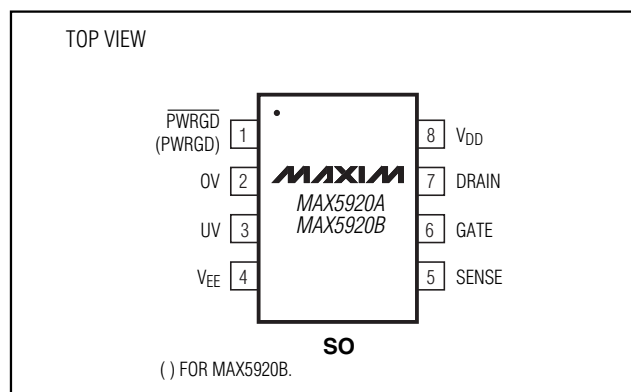 TOP VIEW
PWRGD
(PWRGD)
1
OV
2
UV
3
VEE
4
MAXIM
MAX5920A
MAX5920B
8
VDD
7
DRAIN
6
GATE
5
SENSE
SO
( ) FOR MAX5920B.